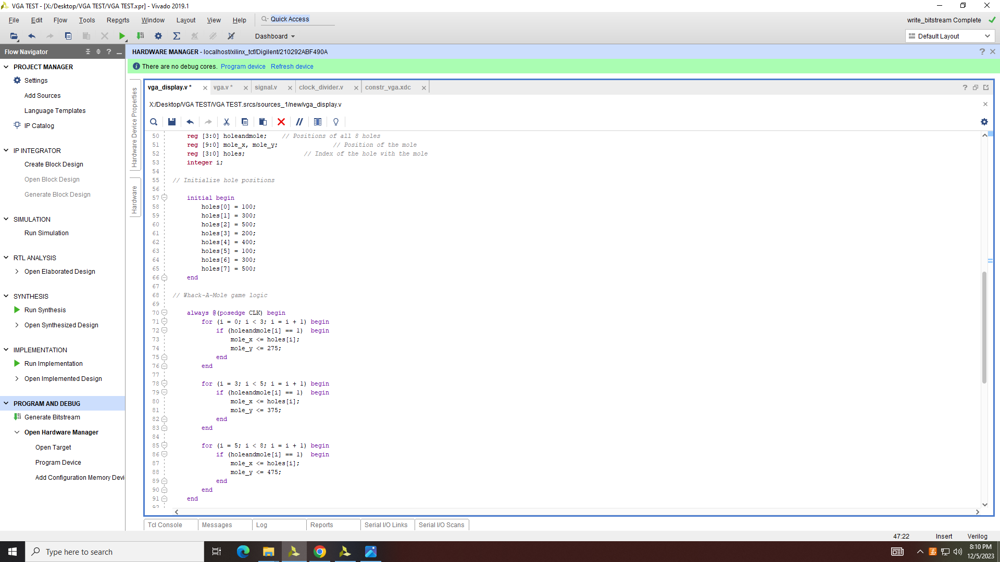 VGA TEST - [X:/Desktop/VGA TEST/VGA TEST.xpr] - Vivado 2019.1
File Edit Flow Tools Reports Window Layout View Help Quick Access
write_bitstream Complete
Dashboard
Default Layout
Flow Navigator
PROJECT MANAGER
Settings
Add Sources
Language Templates
IP Catalog
IP INTEGRATOR
Create Block Design
Open Block Design
Generate Block Design
SIMULATION
Run Simulation
RTL ANALYSIS
Open Elaborated Design
SYNTHESIS
Run Synthesis
Open Synthesized Design
IMPLEMENTATION
Run Implementation
Open Implemented Design
PROGRAM AND DEBUG
Generate Bitstream
Open Hardware Manager
Open Target
Program Device
Add Configuration Memory Devi
HARDWARE MANAGER - localhost/xilinx_tcf/Digilent/210292ABF490A
There are no debug cores. Program device Refresh device
Hardware Device Properties
Hardware
vga_display.v * vga.v * signal.v clock_divider.v constr_vga.xdc
X:/Desktop/VGA TEST/VGA TEST.srcs/sources_1/new/vga_display.v
50 reg [3:0] holeandmole; // Positions of all 8 holes
51 reg [9:0] mole_x, mole_y; // Position of the mole
52 reg [3:0] holes; // Index of the hole with the mole
53 integer i;
54
55 // Initialize hole positions
56
57 initial begin
58 holes[0] = 100;
59 holes[1] = 300;
60 holes[2] = 500;
61 holes[3] = 200;
62 holes[4] = 400;
63 holes[5] = 100;
64 holes[6] = 300;
65 holes[7] = 500;
66 end
67
68 // Whack-A-Mole game logic
69
70 always @(posedge CLK) begin
71 for (i = 0; i < 3; i = i + 1) begin
72 if (holeandmole[i] == 1) begin
73 mole_x <= holes[i];
74 mole_y <= 275;
75 end
76 end
77
78 for (i = 3; i < 5; i = i + 1) begin
79 if (holeandmole[i] == 1) begin
80 mole_x <= holes[i];
81 mole_y <= 375;
82 end
83 end
84
85 for (i = 5; i < 8; i = i + 1) begin
86 if (holeandmole[i] == 1) begin
87 mole_x <= holes[i];
88 mole_y <= 475;
89 end
90 end
91 end
92
Tcl Console Messages Log Reports Serial I/O Links Serial I/O Scans
47:22 Insert Verilog
Type here to search
8:10 PM
12/5/2023